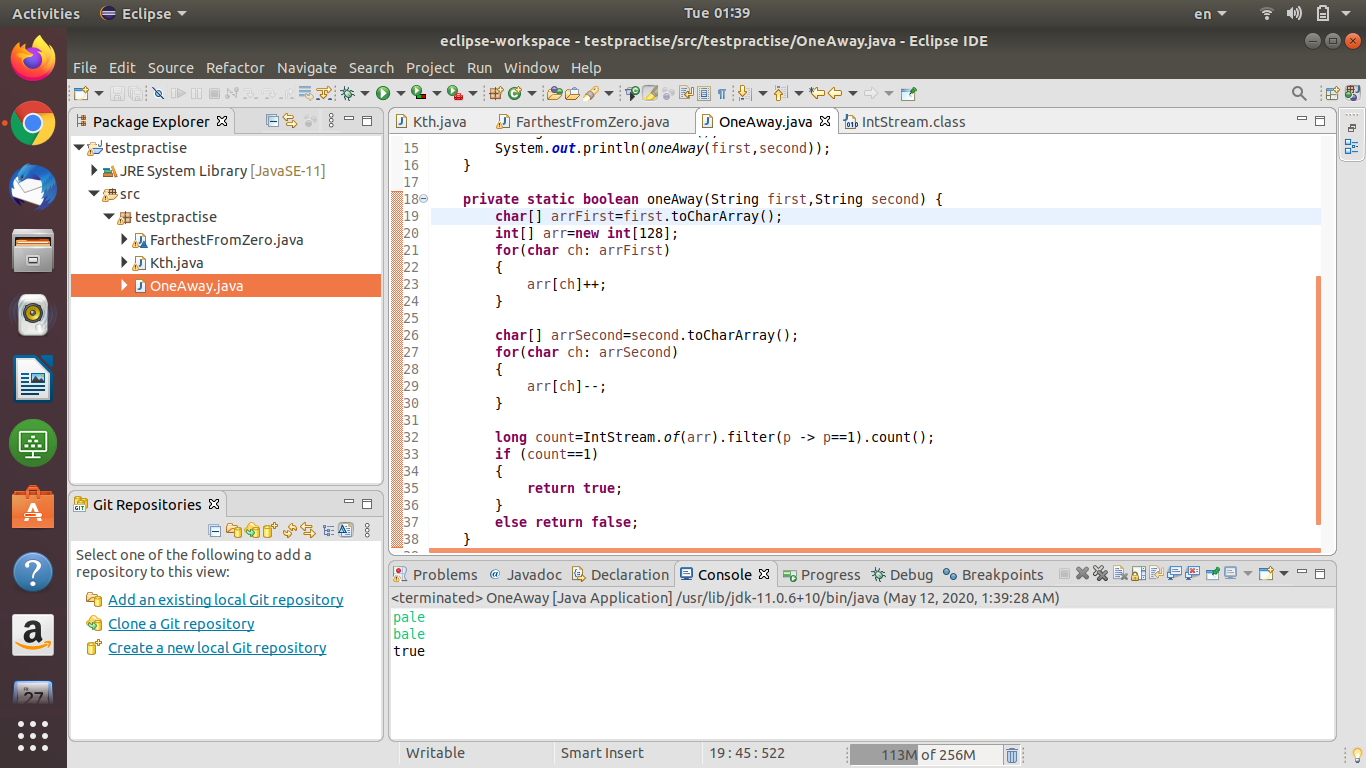 Activities Eclipse Tue 01:39 en
eclipse-workspace - testpractise/src/testpractise/OneAway.java - Eclipse IDE
File Edit Source Refactor Navigate Search Project Run Window Help
Package Explorer
testpractise
JRE System Library [JavaSE-11]
src
testpractise
FarthestFromZero.java
Kth.java
OneAway.java
Git Repositories
Select one of the following to add a
repository to this view:
Add an existing local Git repository
Clone a Git repository
Create a new local Git repository
Kth.java FarthestFromZero.java OneAway.java IntStream.class
15 System.out.println(oneAway(first,second));
16 }
17
18 private static boolean oneAway(String first,String second) {
19 char[] arrFirst=first.toCharArray();
20 int[] arr=new int[128];
21 for(char ch: arrFirst)
22 {
23 arr[ch]++;
24 }
25
26 char[] arrSecond=second.toCharArray();
27 for(char ch: arrSecond)
28 {
29 arr[ch]--;
30 }
31
32 long count=IntStream.of(arr).filter(p -> p==1).count();
33 if (count==1)
34 {
35 return true;
36 }
37 else return false;
38 }
Problems Javadoc Declaration Console Progress Debug Breakpoints
<terminated> OneAway [Java Application] /usr/lib/jdk-11.0.6+10/bin/java (May 12, 2020, 1:39:28 AM)
pale
bale
true
Writable Smart Insert 19 : 45 : 522 113M of 256M